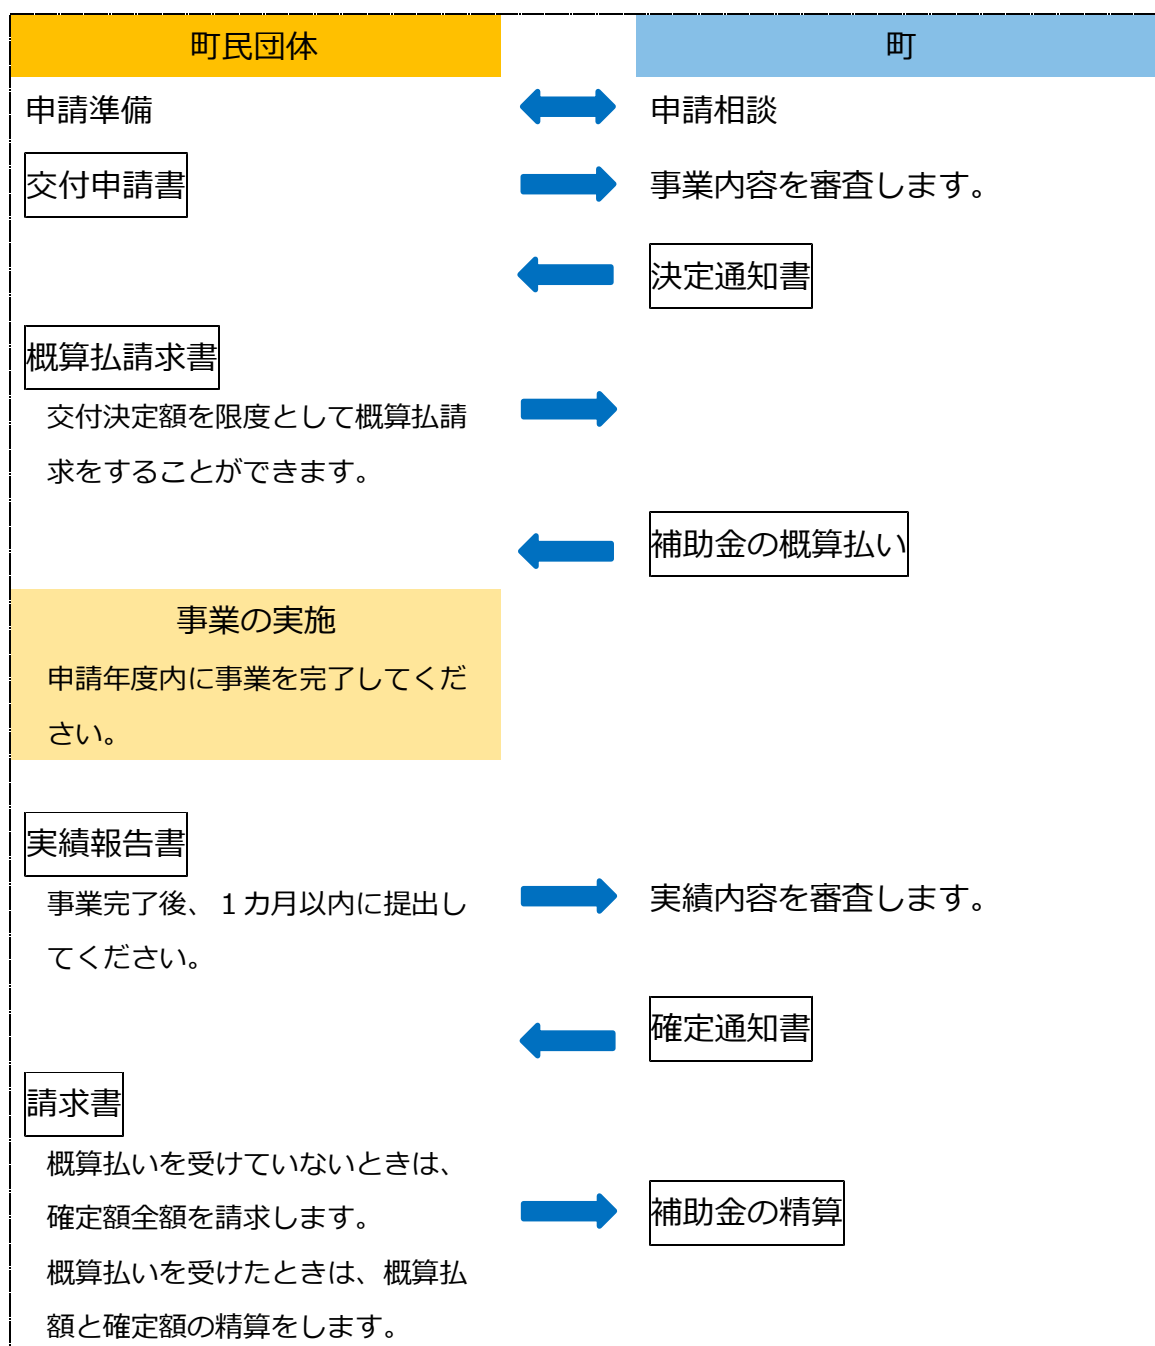 町民団体
町
申請準備
申請相談
交付申請書
事業内容を審査します。
決定通知書
概算払請求書
交付決定額を限度として概算払請
求をすることができます。
補助金の概算払い
事業の実施
申請年度内に事業を完了してくだ
さい。
実績報告書
事業完了後、１カ月以内に提出し
てください。
実績内容を審査します。
確定通知書
請求書
概算払いを受けていないときは、
確定額全額を請求します。
概算払いを受けたときは、概算払
額と確定額の精算をします。
補助金の精算